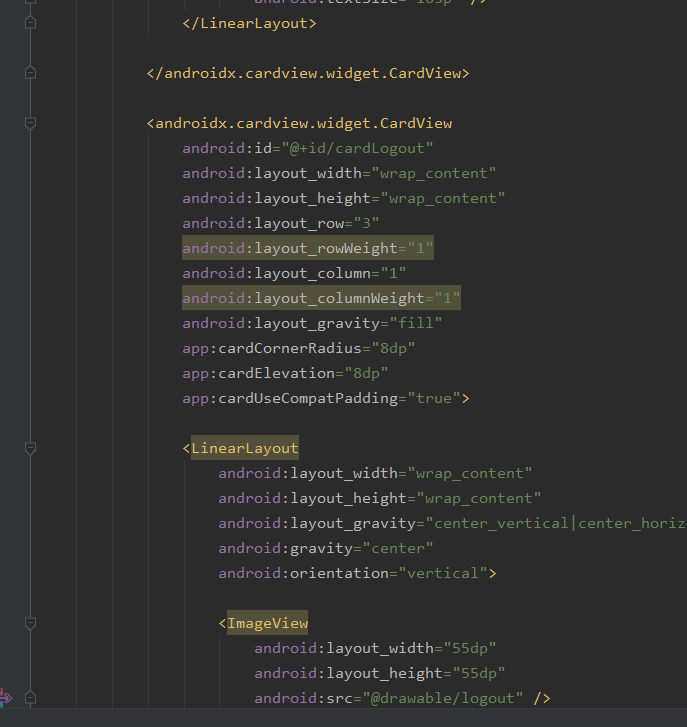 </LinearLayout>
</androidx.cardview.widget.CardView>
<androidx.cardview.widget.CardView
android:id="@+id/cardLogout"
android:layout_width="wrap_content"
android:layout_height="wrap_content"
android:layout_row="3"
android:layout_rowWeight="1"
android:layout_column="1"
android:layout_columnWeight="1"
android:layout_gravity="fill"
app:cardCornerRadius="8dp"
app:cardElevation="8dp"
app:cardUseCompatPadding="true">
<LinearLayout
android:layout_width="wrap_content"
android:layout_height="wrap_content"
android:layout_gravity="center_vertical|center_horiz
android:gravity="center"
android:orientation="vertical">
<ImageView
android:layout_width="55dp"
android:layout_height="55dp"
android:src="@drawable/logout" />